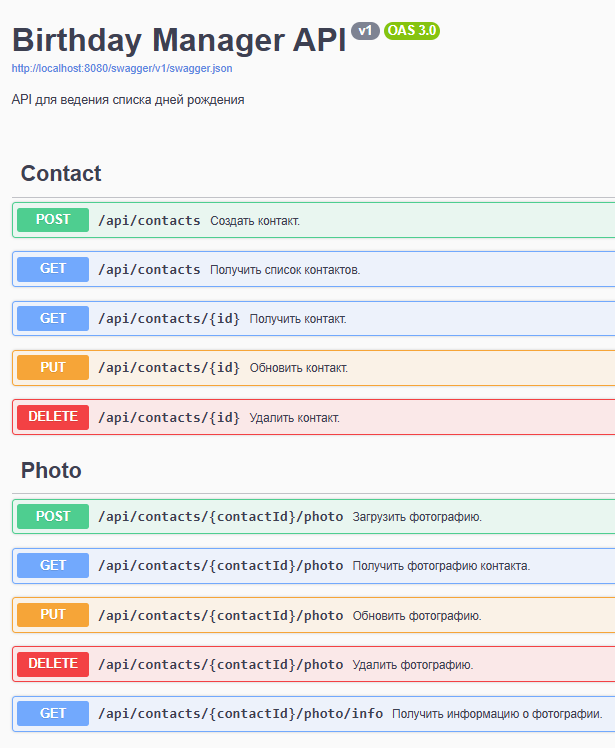 Birthday Manager API v1 OAS 3.0
http://localhost:8080/swagger/v1/swagger.json
API для ведения списка дней рождения
Contact
POST /api/contacts Создать контакт.
GET /api/contacts Получить список контактов.
GET /api/contacts/{id} Получить контакт.
PUT /api/contacts/{id} Обновить контакт.
DELETE /api/contacts/{id} Удалить контакт.
Photo
POST /api/contacts/{contactId}/photo Загрузить фотографию.
GET /api/contacts/{contactId}/photo Получить фотографию контакта.
PUT /api/contacts/{contactId}/photo Обновить фотографию.
DELETE /api/contacts/{contactId}/photo Удалить фотографию.
GET /api/contacts/{contactId}/photo/info Получить информацию о фотографии.